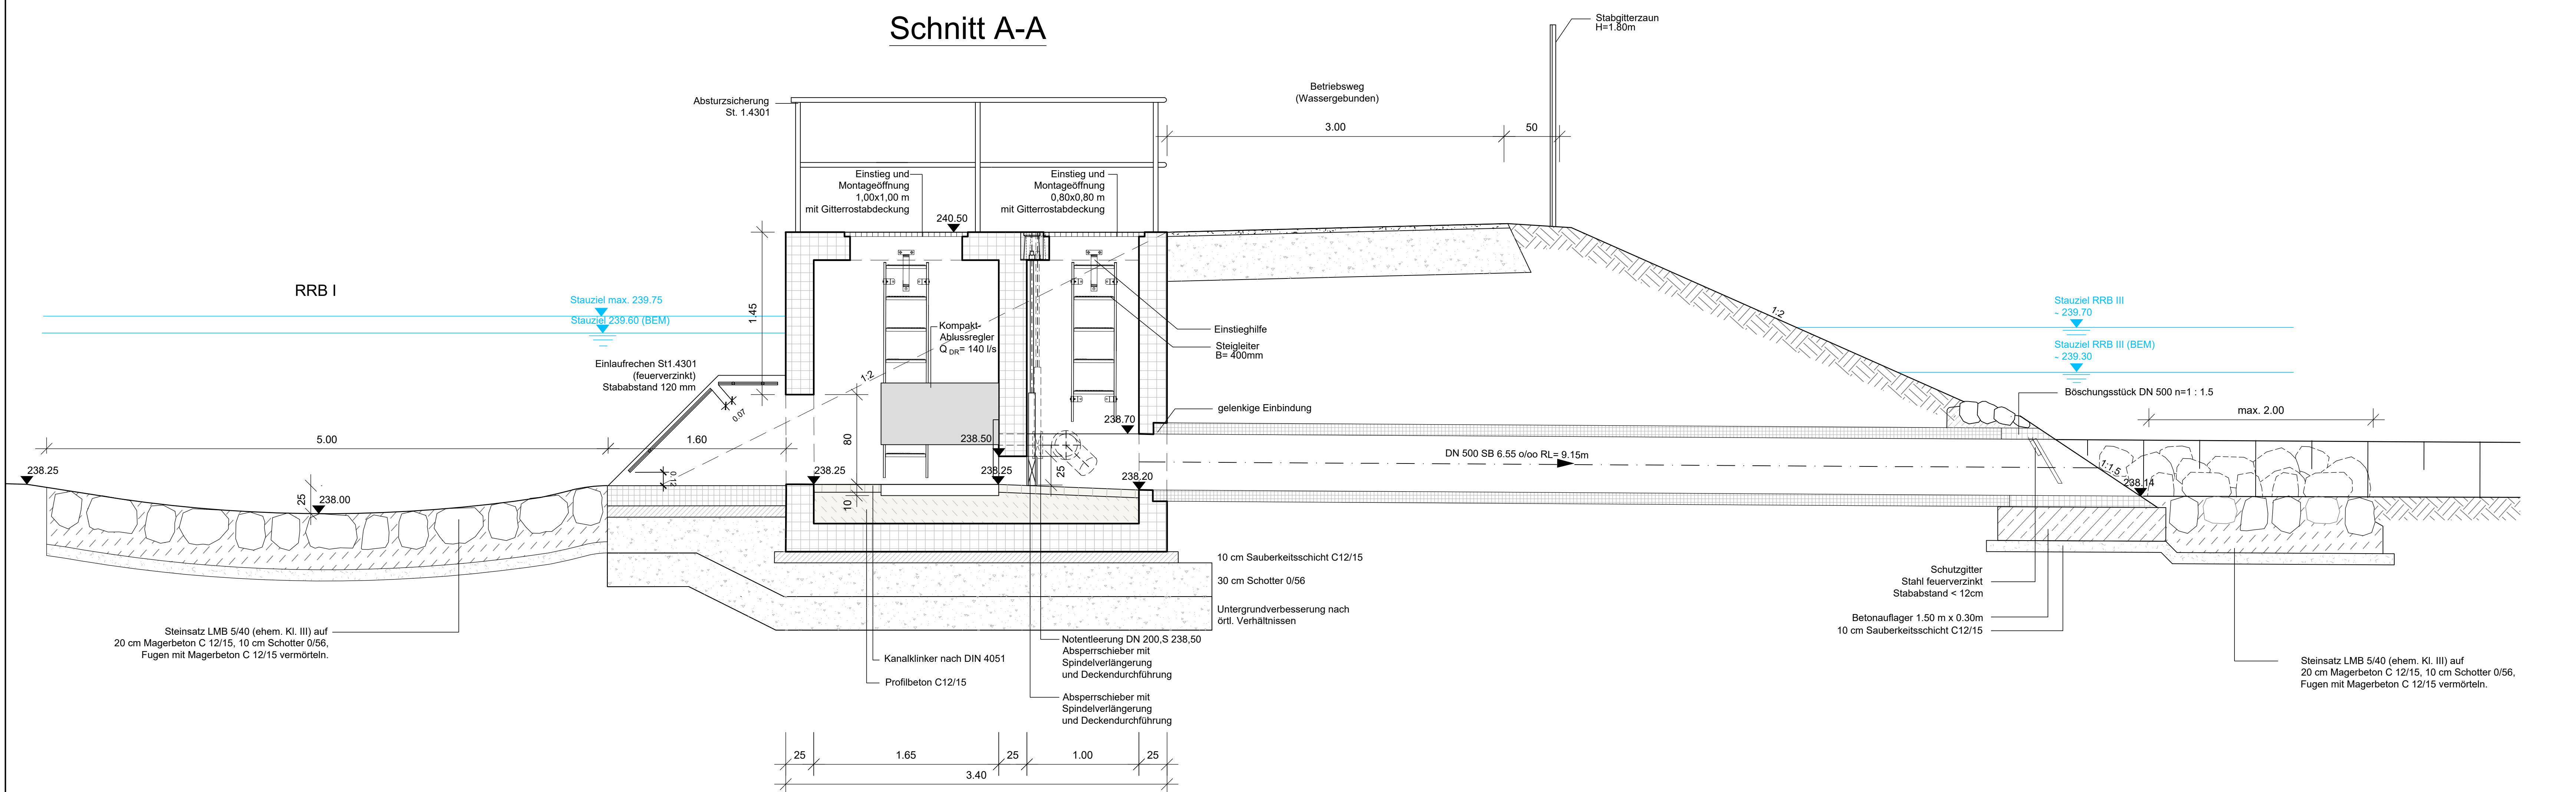 Schnitt A-A
Stabgitterzaun
H=1.80m
Absturzsicherung
St. 1.4301
Betriebsweg
(Wassergebunden)
3.00
50
Einstieg und
Montageöffnung
1,00x1,00 m
mit Gitterrostabdeckung
Einstieg und
Montageöffnung
0,80x0,80 m
mit Gitterrostabdeckung
240.50
RRB I
Stauziel max. 239.75
Stauziel 239.60 (BEM)
1.45
Einlaufrechen St1.4301
(feuerverzinkt)
Stababstand 120 mm
0.07
0.12
1:2
Kompakt-
Ablussregler
Q DR= 140 l/s
Einstieghilfe
Steigleiter
B= 400mm
gelenkige Einbindung
1:2
Stauziel RRB III
~ 239.70
Stauziel RRB III (BEM)
~ 239.30
Böschungsstück DN 500 n=1 : 1.5
max. 2.00
5.00
1.60
80
238.50
238.70
238.25
25
238.00
238.25
10
238.25
25
238.20
DN 500 SB 6.55 o/oo RL= 9.15m
1:1.5
238.14
10 cm Sauberkeitsschicht C12/15
30 cm Schotter 0/56
Untergrundverbesserung nach
örtl. Verhältnissen
Schutzgitter
Stahl feuerverzinkt
Stababstand < 12cm
Betonauflager 1.50 m x 0.30m
10 cm Sauberkeitsschicht C12/15
Steinsatz LMB 5/40 (ehem. Kl. III) auf
20 cm Magerbeton C 12/15, 10 cm Schotter 0/56,
Fugen mit Magerbeton C 12/15 vermörteln.
Kanalklinker nach DIN 4051
Profilbeton C12/15
Notentleerung DN 200,S 238,50
Absperrschieber mit
Spindelverlängerung
und Deckendurchführung
Absperrschieber mit
Spindelverlängerung
und Deckendurchführung
Steinsatz LMB 5/40 (ehem. Kl. III) auf
20 cm Magerbeton C 12/15, 10 cm Schotter 0/56,
Fugen mit Magerbeton C 12/15 vermörteln.
25
1.65
25
1.00
25
3.40